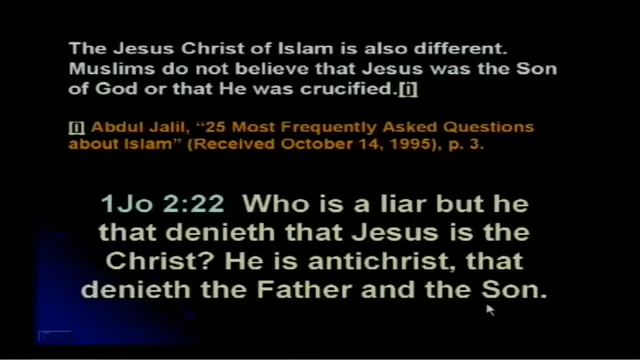 The Jesus Christ of Islam is also different.
Muslims do not believe that Jesus was the Son
of God or that He was crucified.[i]
[i] Abdul Jalil, “25 Most Frequently Asked Questions
about Islam” (Received October 14, 1995), p. 3.
1Jo 2:22 Who is a liar but he
that denieth that Jesus is the
Christ? He is antichrist, that
denieth the Father and the Son.